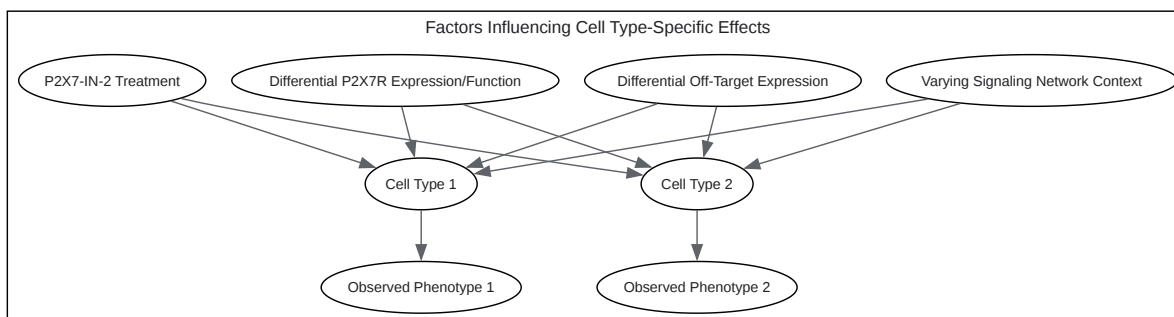 Factors Influencing Cell Type-Specific Effects
P2X7-IN-2 Treatment
Differential P2X7R Expression/Function
Differential Off-Target Expression
Varying Signaling Network Context
Cell Type 1
Cell Type 2
Observed Phenotype 1
Observed Phenotype 2